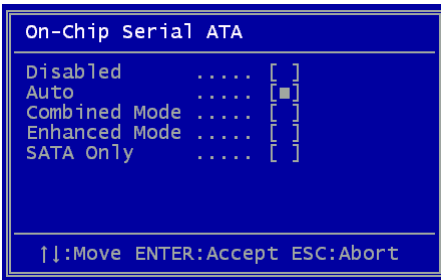 On-Chip Serial ATA
Disabled ..... [ ]
Auto ..... [■]
Combined Mode ..... [ ]
Enhanced Mode ..... [ ]
SATA Only ..... [ ]
↑↓:Move ENTER:Accept ESC:Abort